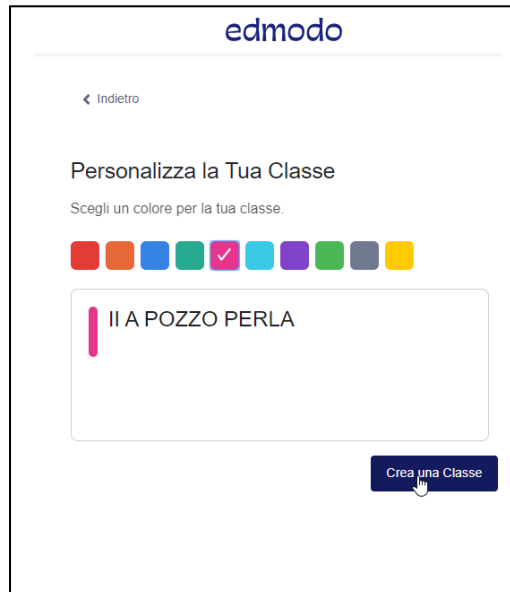 edmodo
Indietro
Personalizza la Tua Classe
Scegli un colore per la tua classe.
II A POZZO PERLA
Crea una Classe